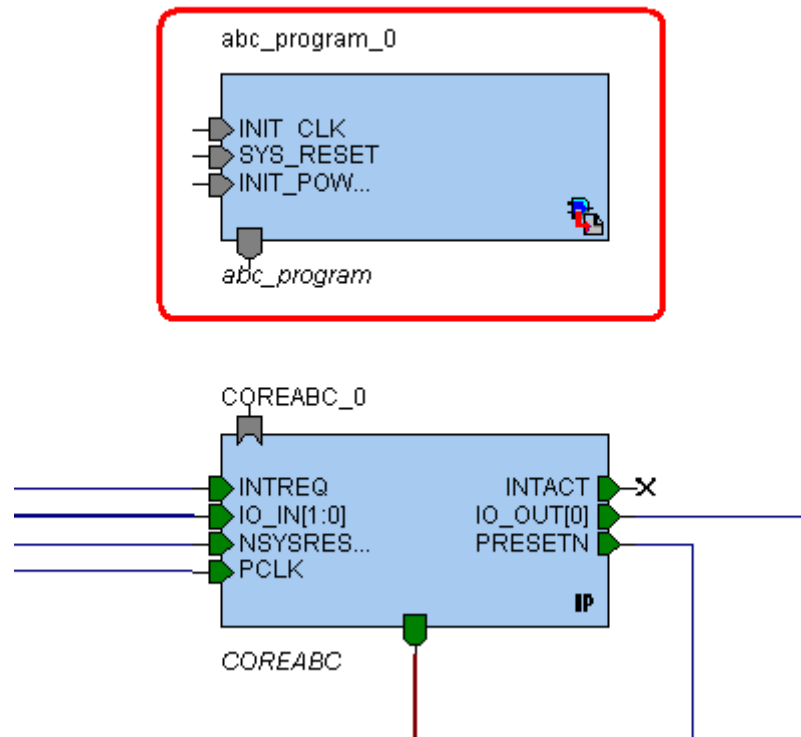 abc_program_0
INIT_CLK
SYS_RESET
INIT_POW...
abc_program
COREABC_0
INTREQ INTACT
IO_IN[1:0] IO_OUT[0]
NSYSRES... PRESETN
PCLK
IP
COREABC